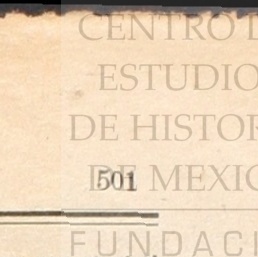 CENTRO D
ESTUDIO
DE HISTOR
DE MEXIC
501
FUNDACI